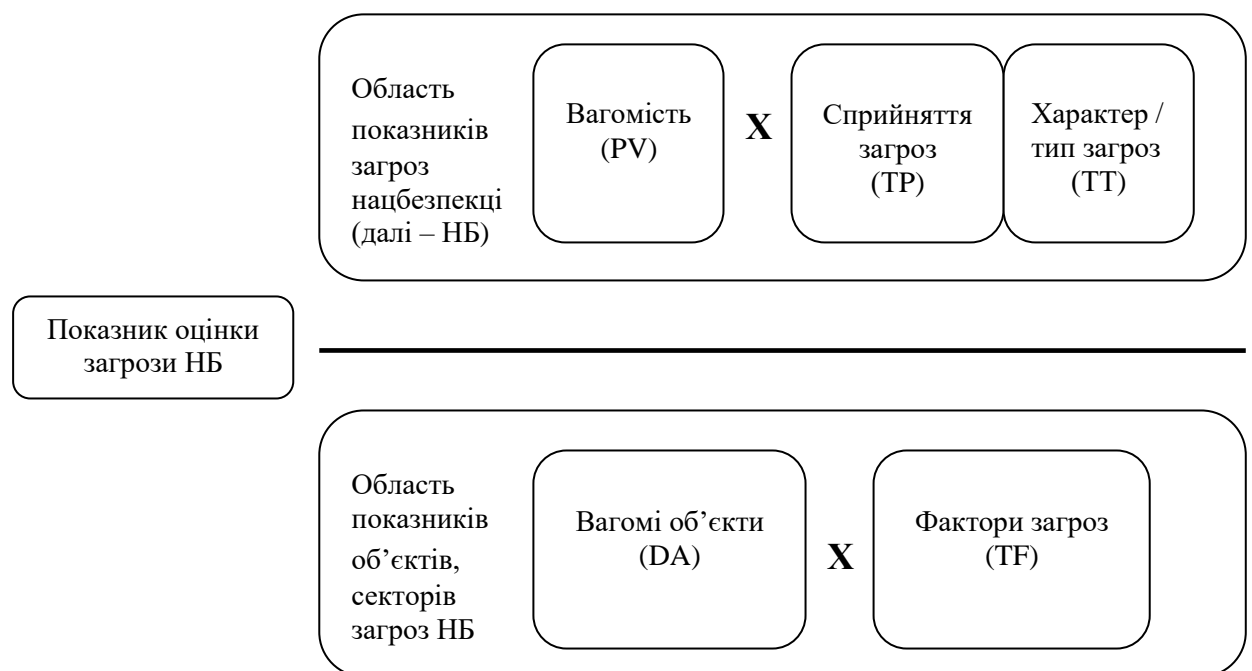 Область
показників
загроз
нацбезпекці
(далі – НБ)
Вагомість
(PV)
X
Сприйняття
загроз
(TP)
Характер /
тип загроз
(TT)
Показник оцінки
загрози НБ
Область
показників
об’єктів,
секторів
загроз НБ
Вагомі об’єкти
(DA)
X
Фактори загроз
(TF)